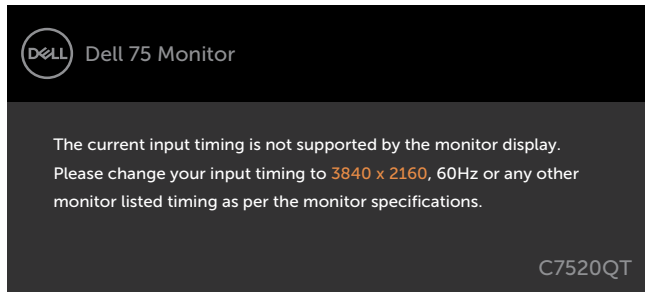 DELL Dell 75 Monitor
The current input timing is not supported by the monitor display.
Please change your input timing to 3840 x 2160, 60Hz or any other
monitor listed timing as per the monitor specifications.
C7520QT